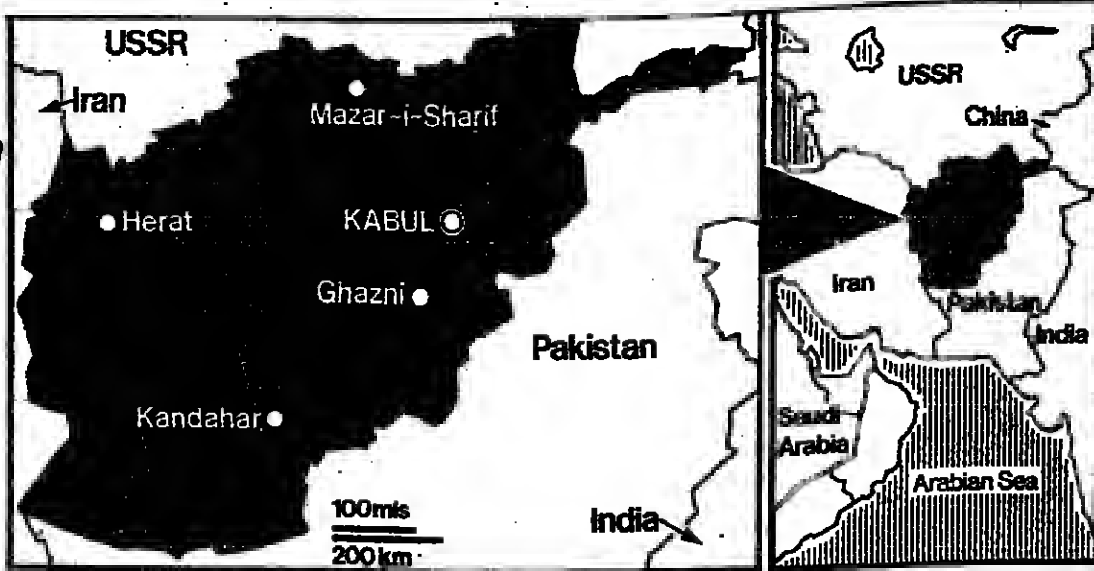 USSR
Iran
Mazar-i-Sharif
Herat
KABUL
Ghazni
Pakistan
Kandahar
100mls
200km
India
USSR
China
Iran
Pakistan
India
Saudi
Arabia
Arabian Sea